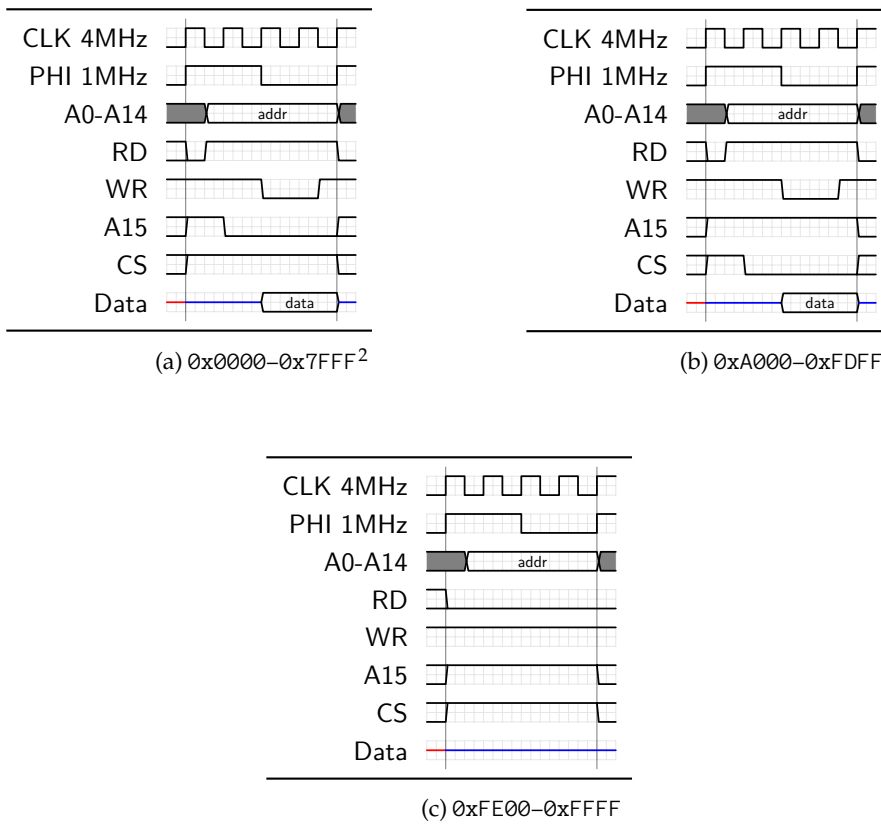 CLK 4MHz
PHI 1MHz
A0-A14
addr
RD
WR
A15
CS
Data
data
(a) 0x0000–0x7FFF²
CLK 4MHz
PHI 1MHz
A0-A14
addr
RD
WR
A15
CS
Data
data
(b) 0xA000–0xFDFF
CLK 4MHz
PHI 1MHz
A0-A14
addr
RD
WR
A15
CS
Data
(c) 0xFE00–0xFFFF